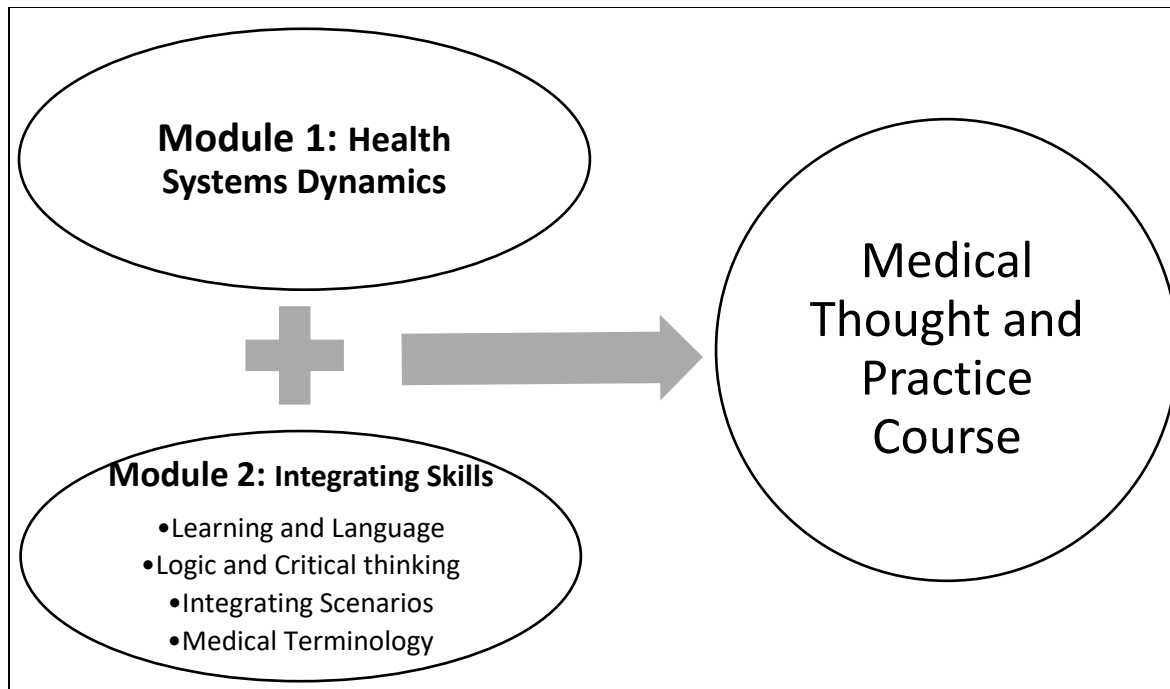 Module 1: Health
Systems Dynamics
Module 2: Integrating Skills
•Learning and Language
•Logic and Critical thinking
•Integrating Scenarios
•Medical Terminology
Medical
Thought and
Practice
Course